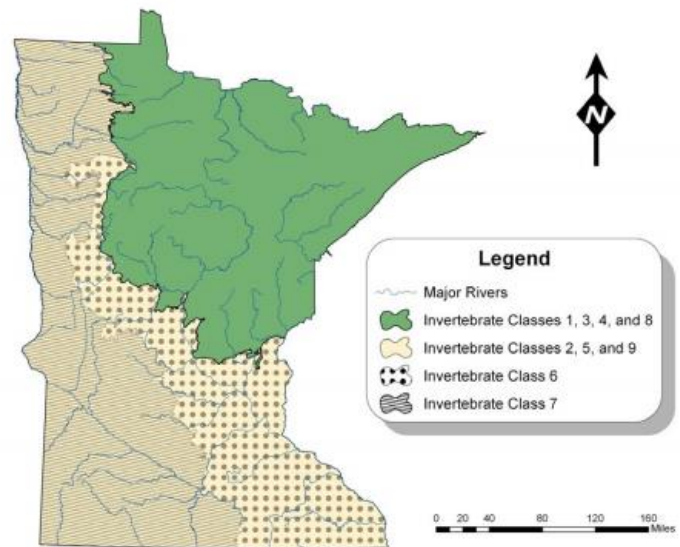 N
Legend
Major Rivers
Invertebrate Classes 1, 3, 4, and 8
Invertebrate Classes 2, 5, and 9
Invertebrate Class 6
Invertebrate Class 7
0 20 40 80 120 160
Miles